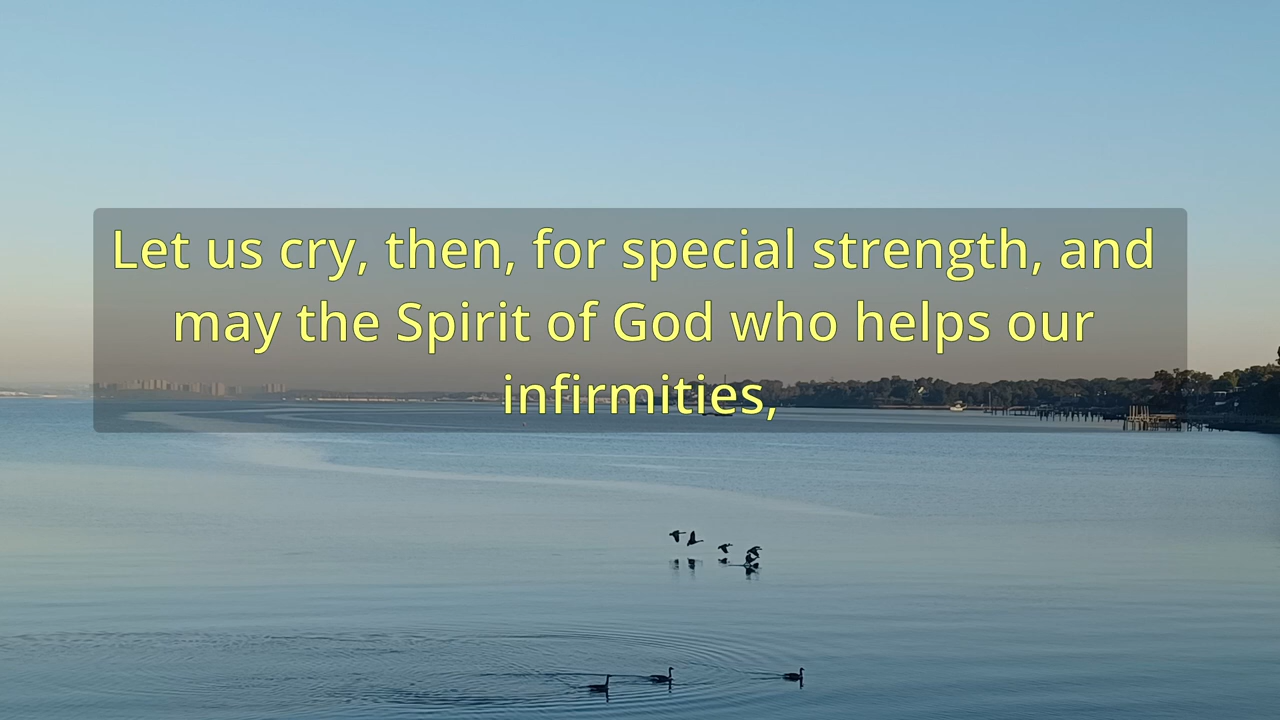 Let us cry, then, for special strength, and
may the Spirit of God who helps our
infirmities,